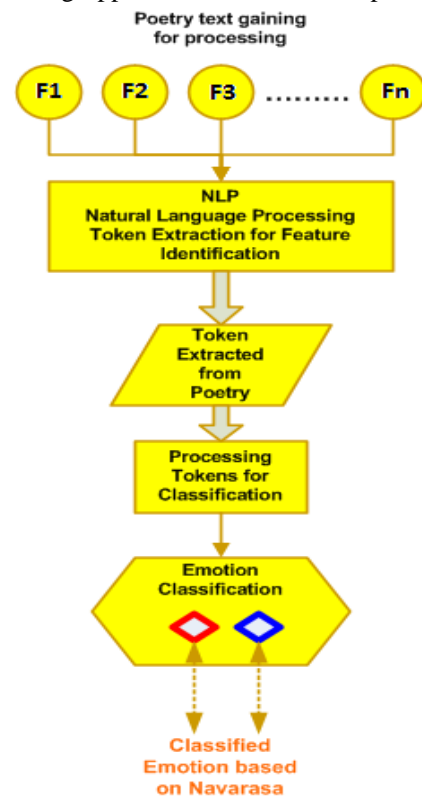 Poetry text gaining
for processing
F1 F2 F3 ......... Fn
NLP
Natural Language Processing
Token Extraction for Feature
Identification
Token
Extracted
from
Poetry
Processing
Tokens for
Classification
Emotion
Classification
Classified
Emotion based
on Navarasa